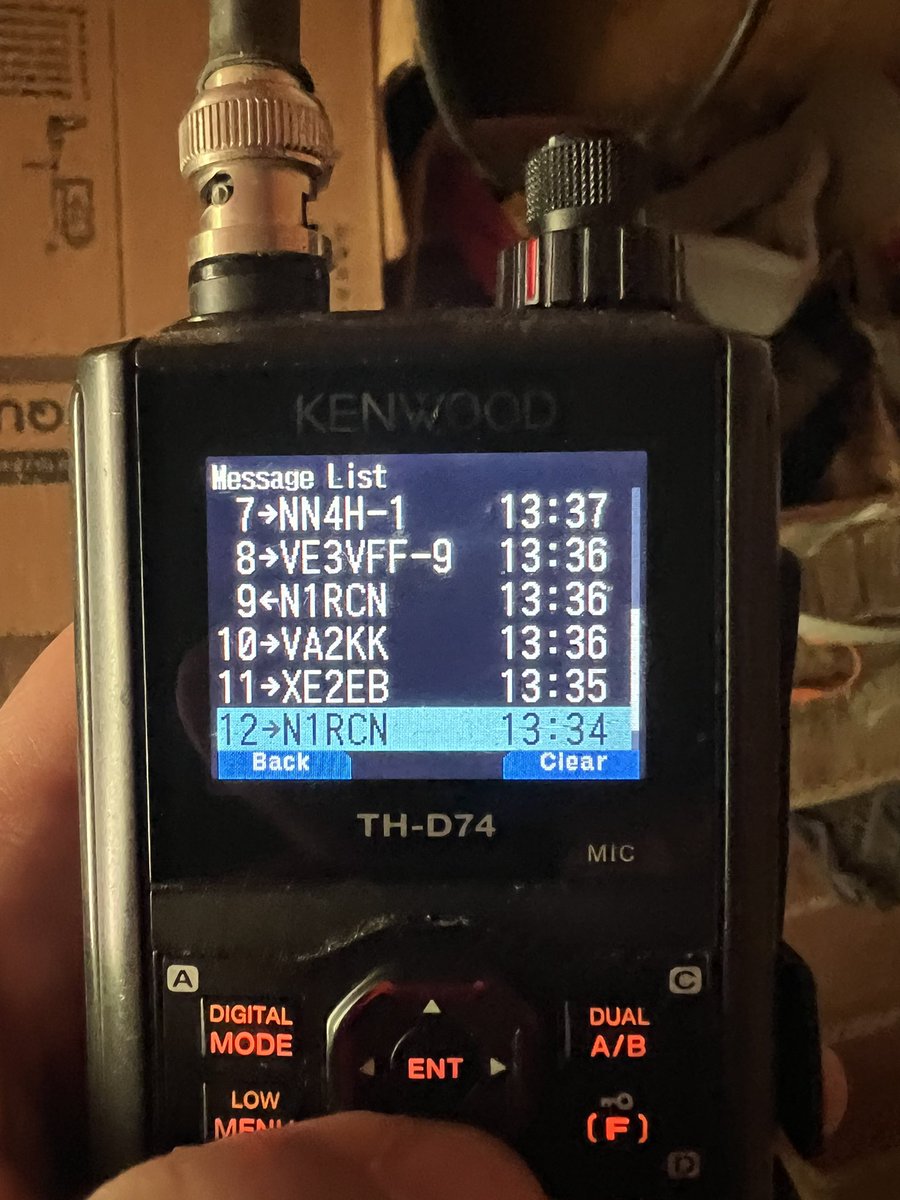 KENWOOD
Message List
7→NN4H-1 13:37
8→VE3VFF-9 13:36
9←N1RCN 13:36
10→VA2KK 13:36
11→XE2EB 13:35
12→N1RCN 13:34
Back Clear
TH-D74
MIC
A C
DIGITAL DUAL
MODE ENT A/B
LOW
MENU (F)
D